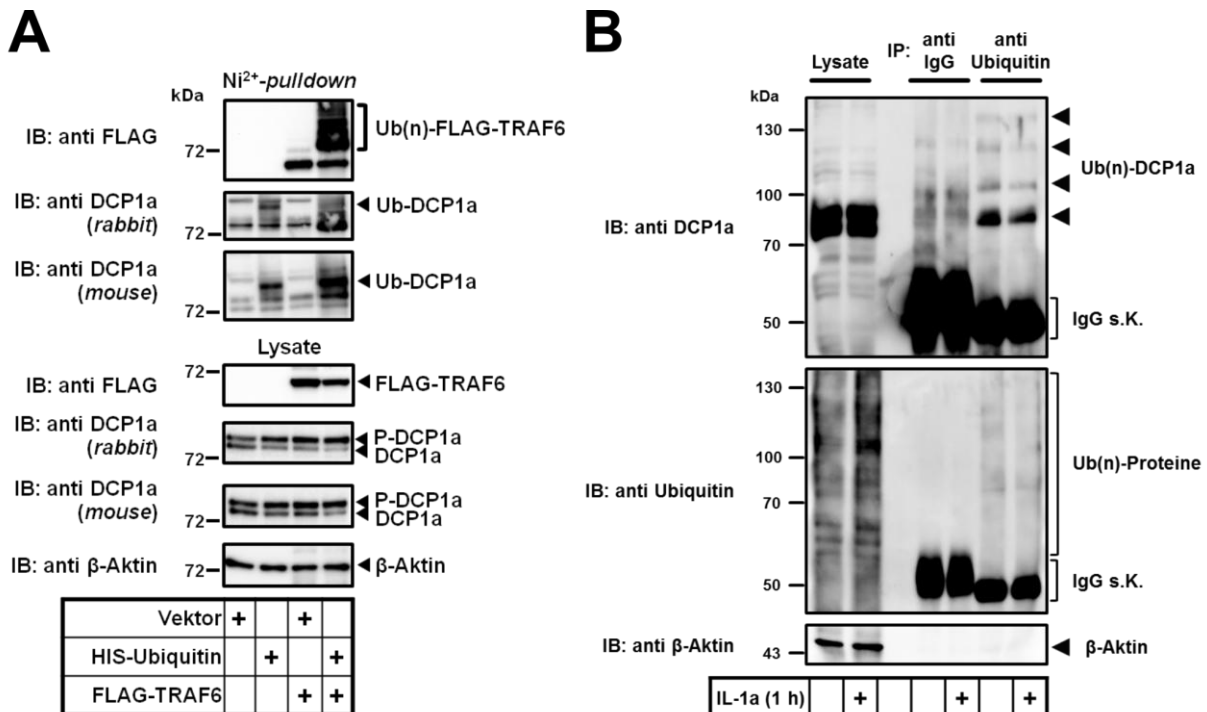 A
Ni2+-pulldown
kDa
IB: anti FLAG
72
Ub(n)-FLAG-TRAF6
IB: anti DCP1a
(rabbit)
72
Ub-DCP1a
IB: anti DCP1a
(mouse)
72
Ub-DCP1a
Lysate
72
IB: anti FLAG
FLAG-TRAF6
IB: anti DCP1a
(rabbit)
72
P-DCP1a
DCP1a
IB: anti DCP1a
(mouse)
72
P-DCP1a
DCP1a
IB: anti β-Aktin
72
β-Aktin
Vektor + +
HIS-Ubiquitin + +
FLAG-TRAF6 + +
B
Lysate
IP:
anti
IgG
anti
Ubiquitin
kDa
130
100
70
50
IB: anti DCP1a
Ub(n)-DCP1a
IgG s.K.
130
100
70
50
IB: anti Ubiquitin
Ub(n)-Proteine
IgG s.K.
IB: anti β-Aktin
43
β-Aktin
IL-1a (1 h) + + +